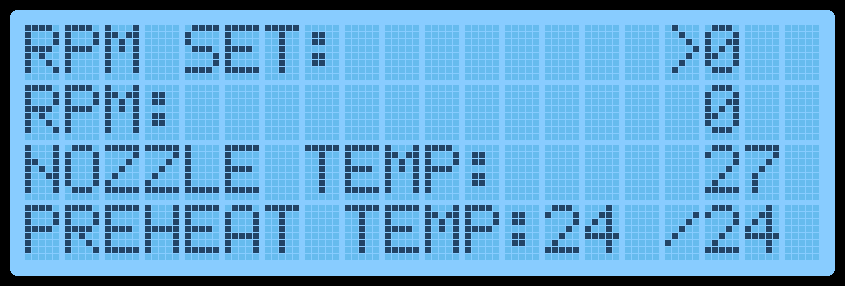 RPM SET: >0
RPM: 0
NOZZLE TEMP: 27
PREHEAT TEMP:24 /24